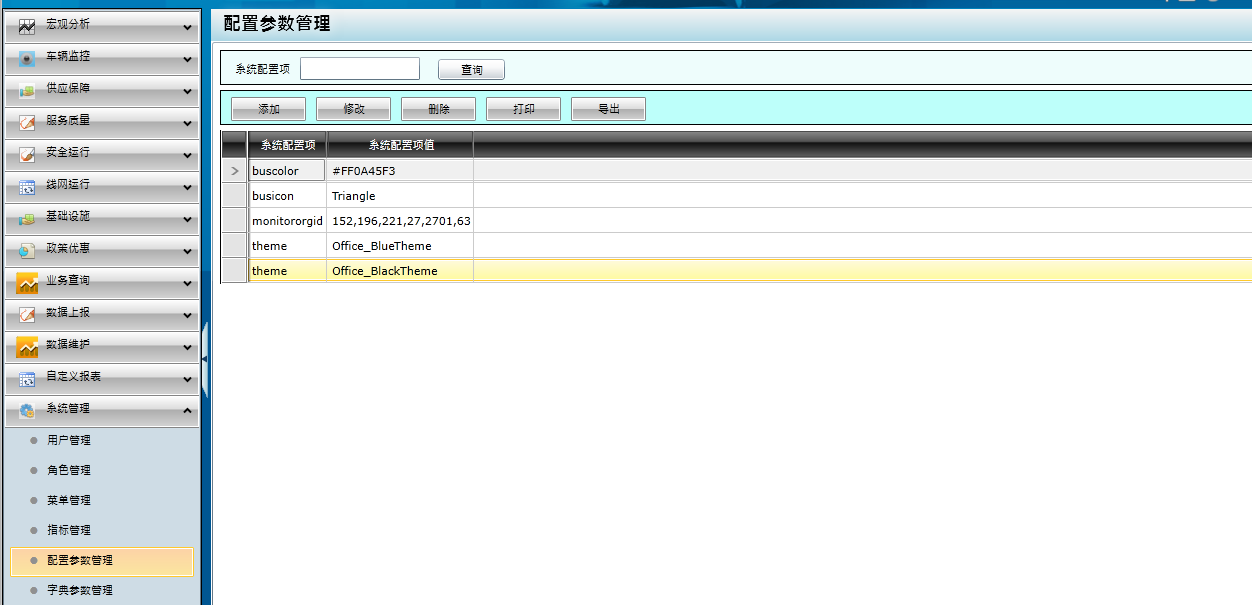 宏观分析
车辆监控
供应保障
服务质量
安全运行
线网运行
基础设施
政策优惠
业务查询
数据上报
数据维护
自定义报表
系统管理
用户管理
角色管理
菜单管理
指标管理
配置参数管理
字典参数管理
配置参数管理
系统配置项 查询
添加 修改 删除 打印 导出
系统配置项 系统配置项值
buscolor #FF0A45F3
busicon Triangle
monitororgid 152,196,221,27,2701,63
theme Office_BlueTheme
theme Office_BlackTheme